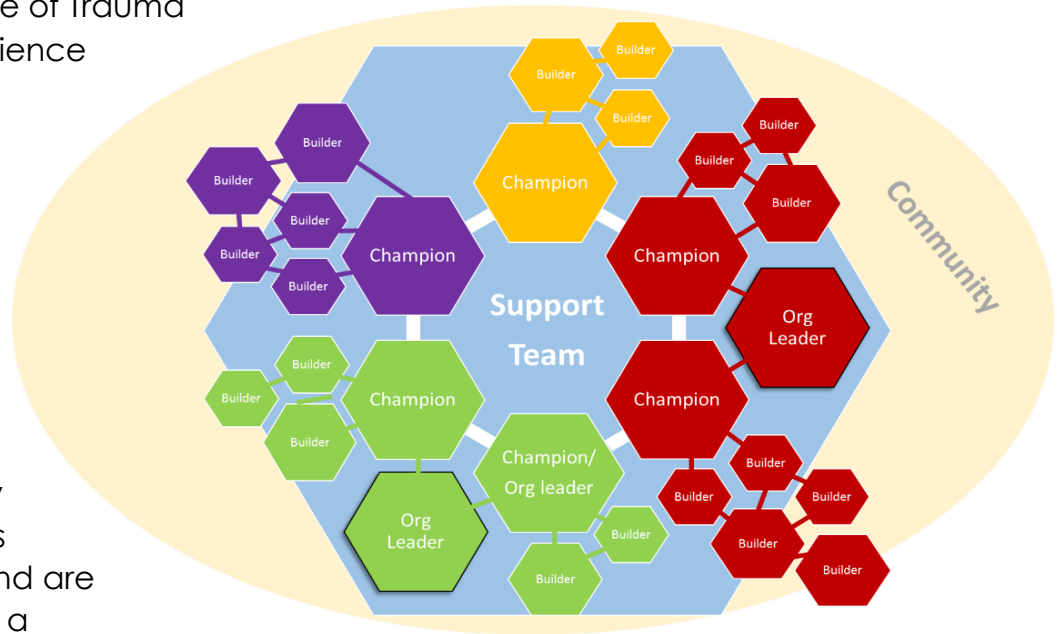 e of Trauma
ience
Builder
Builder
Builder
Champion
Builder
Builder
Builder
Builder
Builder
Champion
Builder
Builder
Builder
Champion
Org
Leader
Community
Support
Team
Builder
Builder
Builder
Champion
Org
Leader
Champion/
Org leader
Builder
Builder
Champion
Builder
Builder
Builder
Builder
Builder
y
s
nd are
a